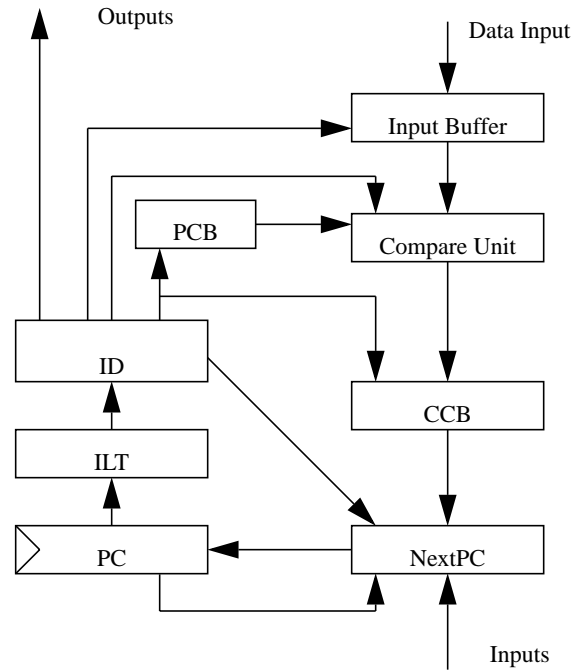 Outputs
Data Input
Input Buffer
PCB
Compare Unit
ID
CCB
ILT
PC
NextPC
Inputs